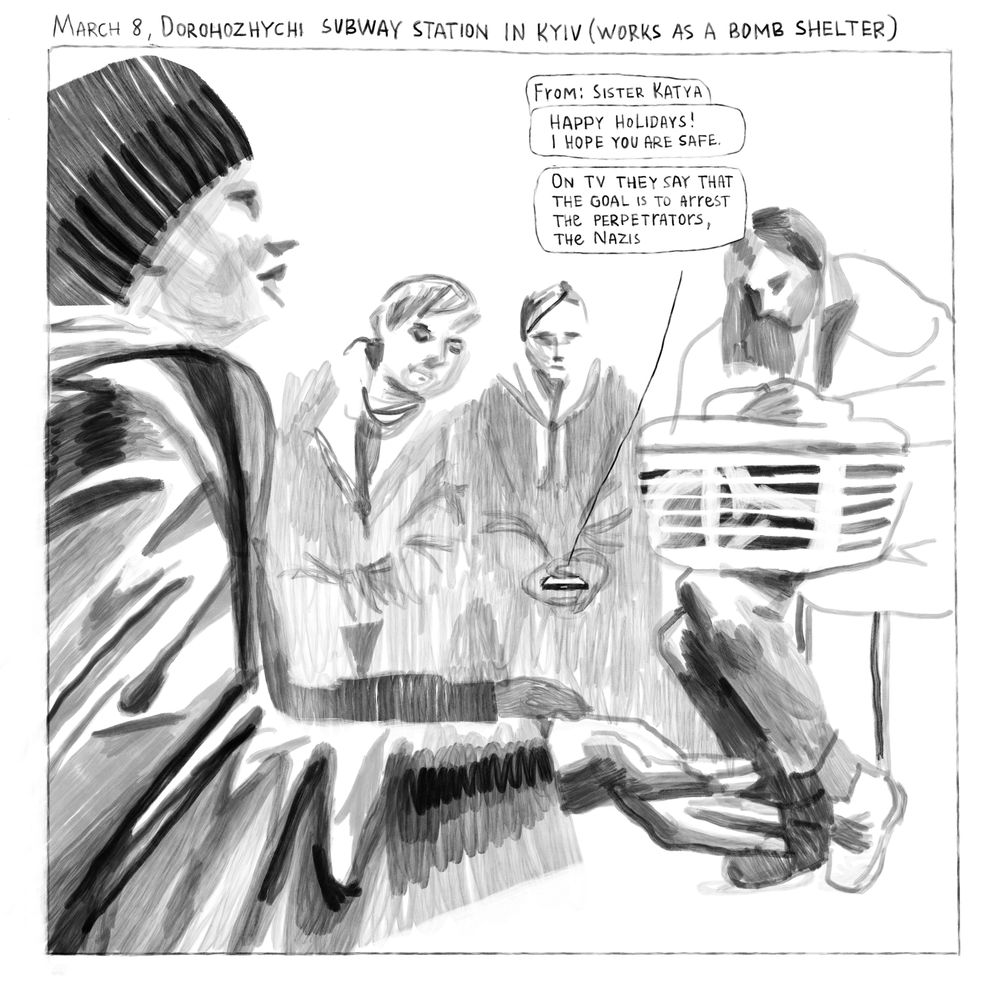 MARCH 8, DOROHOZHYCHI SUBWAY STATION IN KYIV (WORKS AS A BOMB SHELTER)
FROM: SISTER KATYA
HAPPY HOLIDAYS!
I HOPE YOU ARE SAFE.
ON TV THEY SAY THAT
THE GOAL IS TO ARREST
THE PERPETRATORS,
THE NAZIS